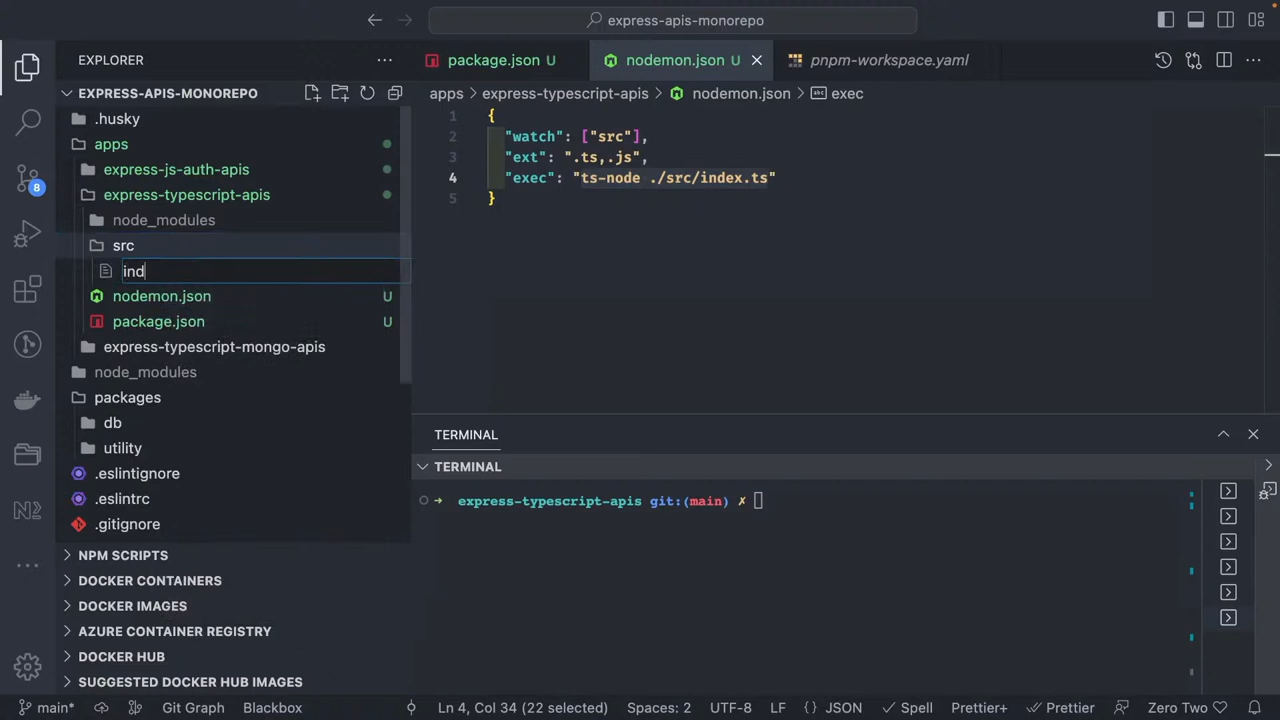 express-apis-monorepo
EXPLORER
package.json U
nodemon.json U
pnpm-workspace.yaml
EXPRESS-APIS-MONOREPO
apps > express-typescript-apis > nodemon.json > abc exec
.husky
apps
express-js-auth-apis
express-typescript-apis
node_modules
src
ind
nodemon.json U
package.json U
express-typescript-mongo-apis
node_modules
packages
db
utility
.eslintignore
.eslintrc
.gitignore
1 {
2 "watch": ["src"],
3 "ext": ".ts,.js",
4 "exec": "ts-node ./src/index.ts"
5 }
TERMINAL
TERMINAL
→ express-typescript-apis git:(main) ✗
NPM SCRIPTS
DOCKER CONTAINERS
DOCKER IMAGES
AZURE CONTAINER REGISTRY
DOCKER HUB
SUGGESTED DOCKER HUB IMAGES
8
main* Git Graph Blackbox Ln 4, Col 34 (22 selected) Spaces: 2 UTF-8 LF {} JSON Spell Prettier+ Prettier Zero Two